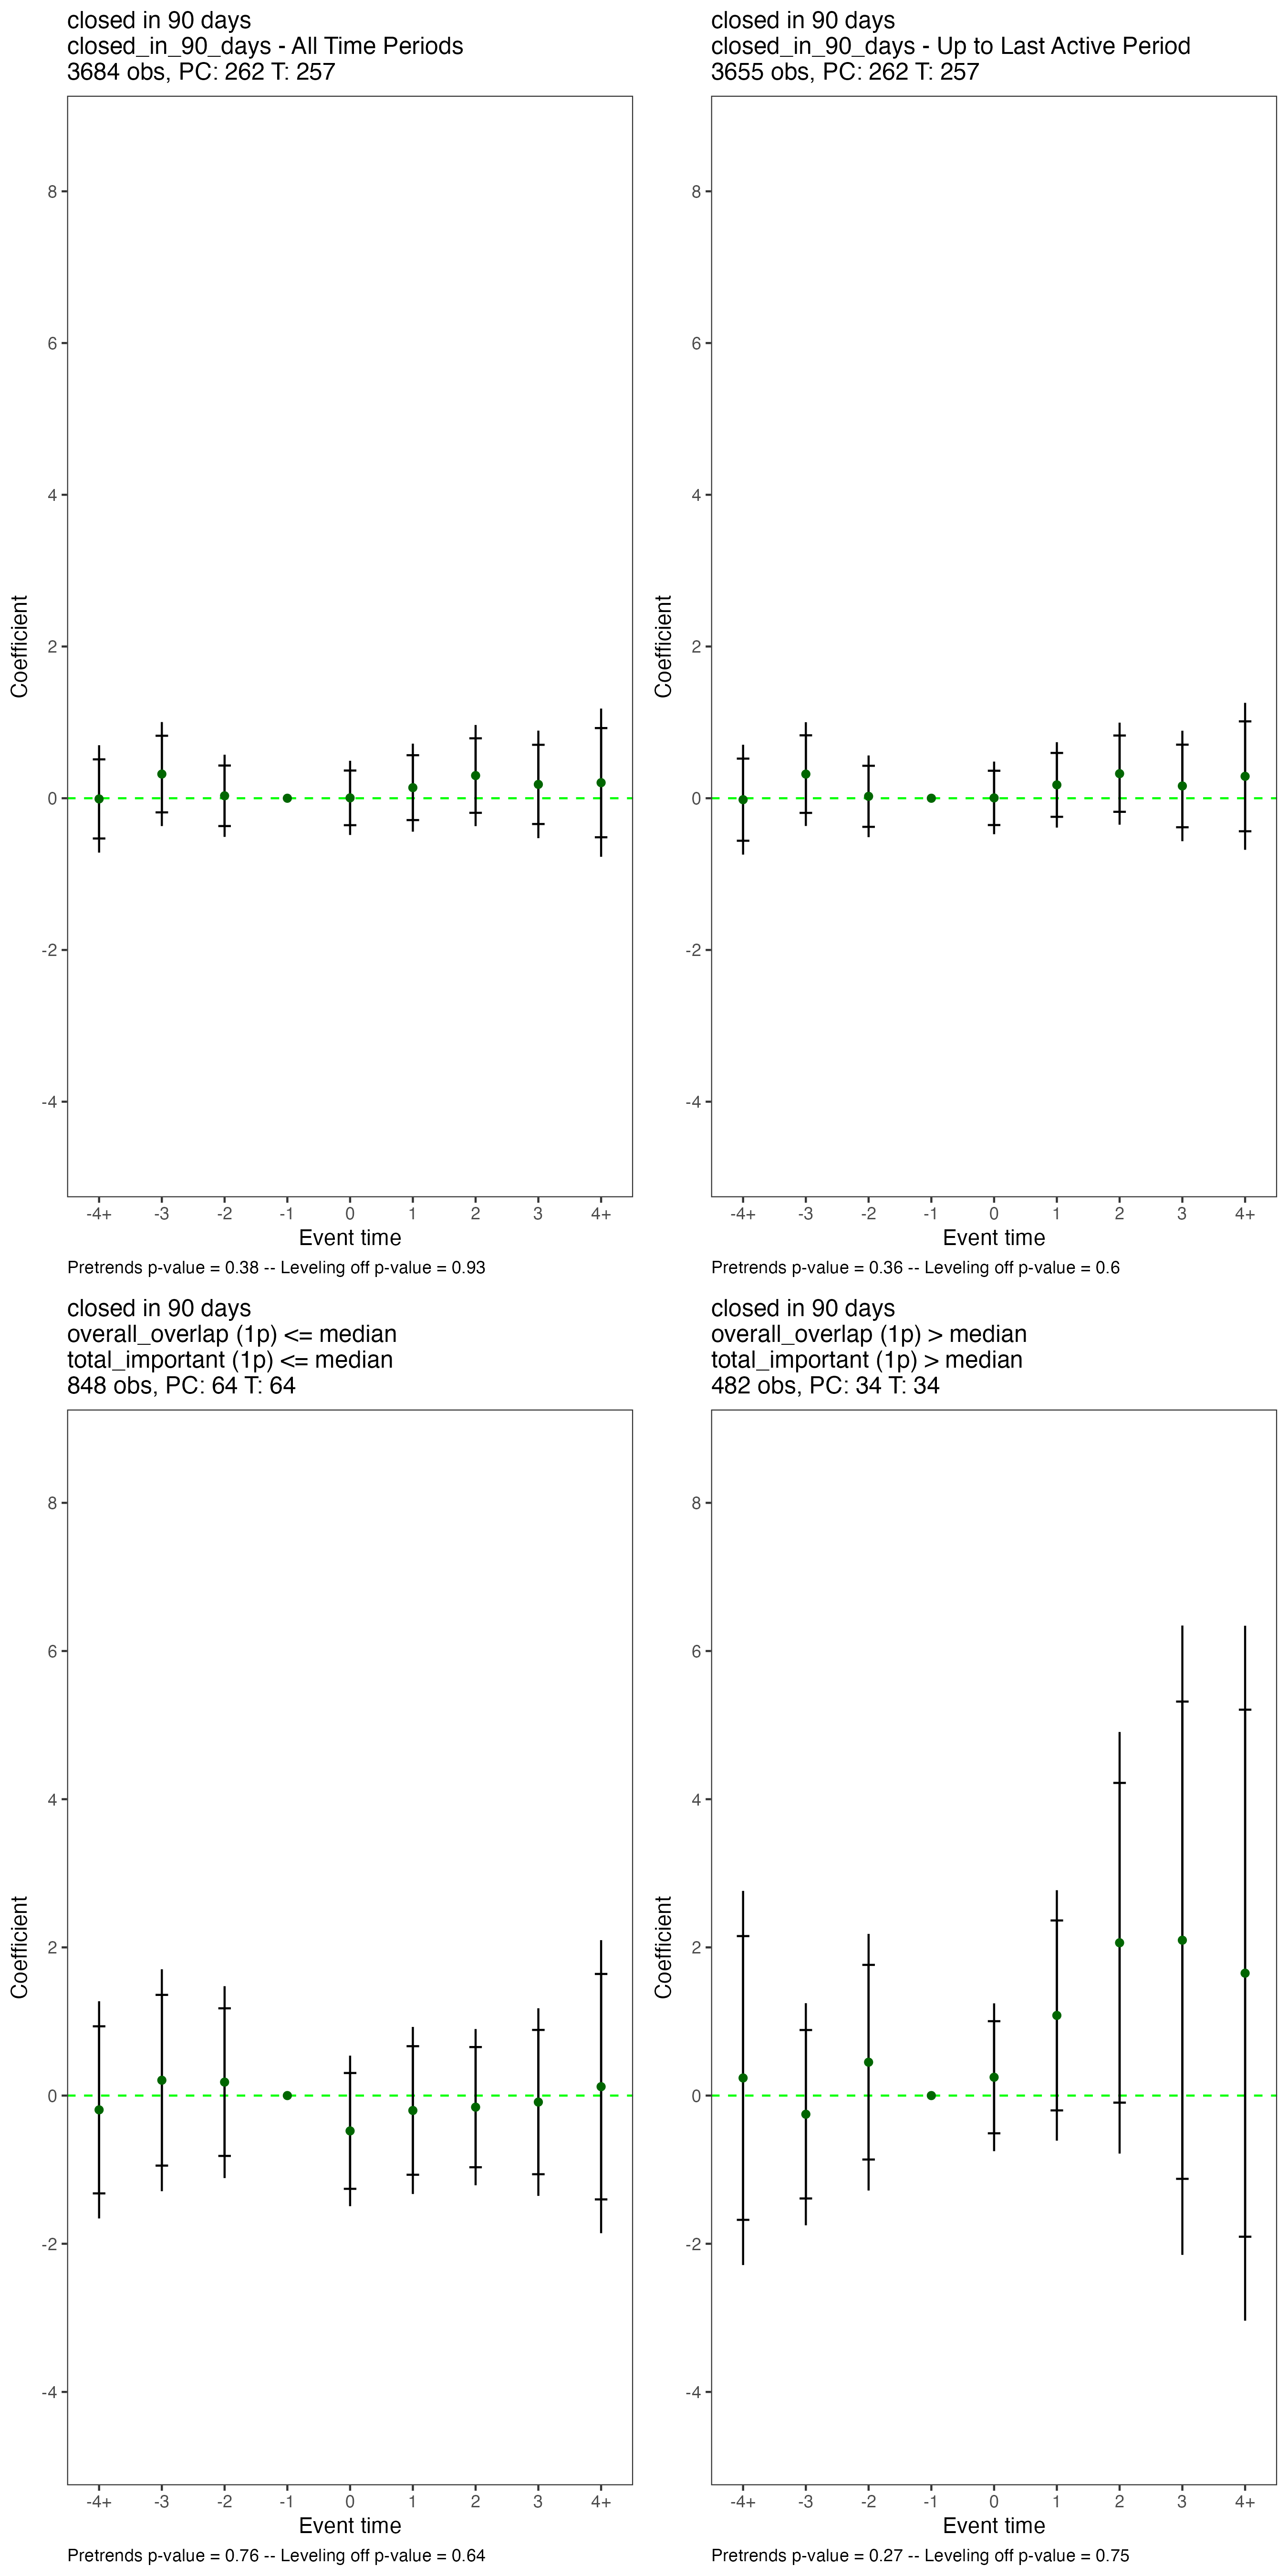 closed in 90 days
closed_in_90_days - All Time Periods
3684 obs, PC: 262 T: 257
8
6
4
2
0
-2
-4
Coefficient
-4+ -3 -2 -1 0 1 2 3 4+
Event time
Pretrends p-value = 0.38 -- Leveling off p-value = 0.93
closed in 90 days
closed_in_90_days - Up to Last Active Period
3655 obs, PC: 262 T: 257
8
6
4
2
0
-2
-4
Coefficient
-4+ -3 -2 -1 0 1 2 3 4+
Event time
Pretrends p-value = 0.36 -- Leveling off p-value = 0.6
closed in 90 days
overall_overlap (1p) <= median
total_important (1p) <= median
848 obs, PC: 64 T: 64
8
6
4
2
0
-2
-4
Coefficient
-4+ -3 -2 -1 0 1 2 3 4+
Event time
Pretrends p-value = 0.76 -- Leveling off p-value = 0.64
closed in 90 days
overall_overlap (1p) > median
total_important (1p) > median
482 obs, PC: 34 T: 34
8
6
4
2
0
-2
-4
Coefficient
-4+ -3 -2 -1 0 1 2 3 4+
Event time
Pretrends p-value = 0.27 -- Leveling off p-value = 0.75